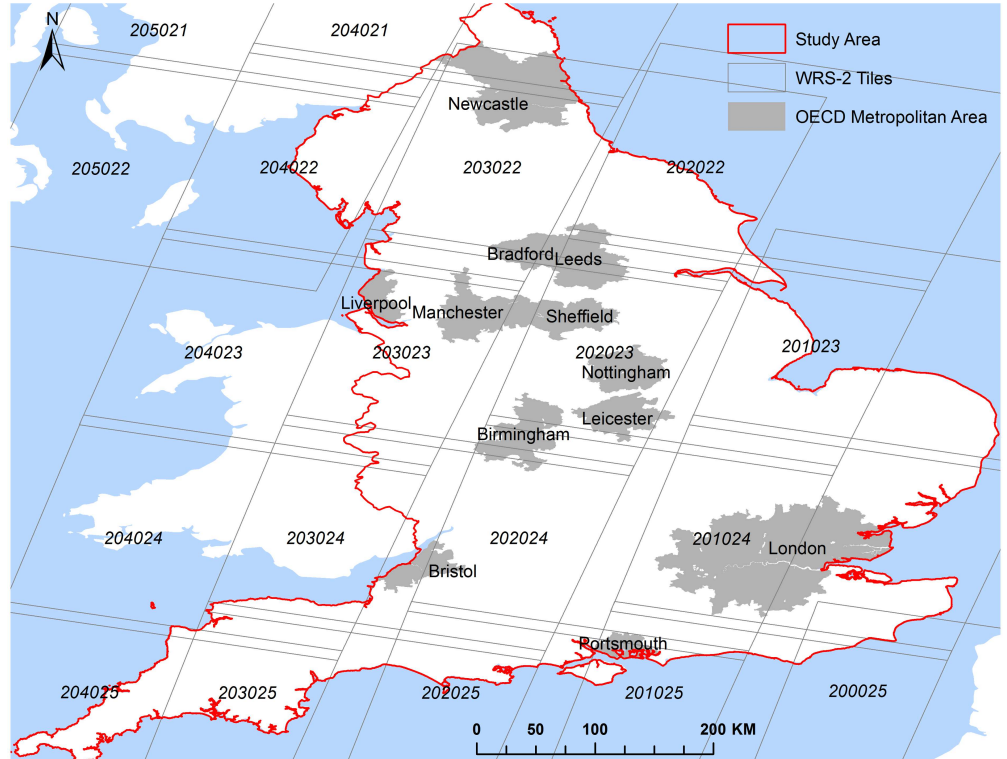 N
205021
204021
Study Area
WRS-2 Tiles
OECD Metropolitan Area
Newcastle
205022
204022
203022
202022
Bradford
Leeds
Liverpool
Manchester
Sheffield
204023
203023
202023
201023
Nottingham
Leicester
Birmingham
204024
203024
202024
201024
London
Bristol
Portsmouth
204025
203025
202025
201025
200025
0 50 100 200 KM